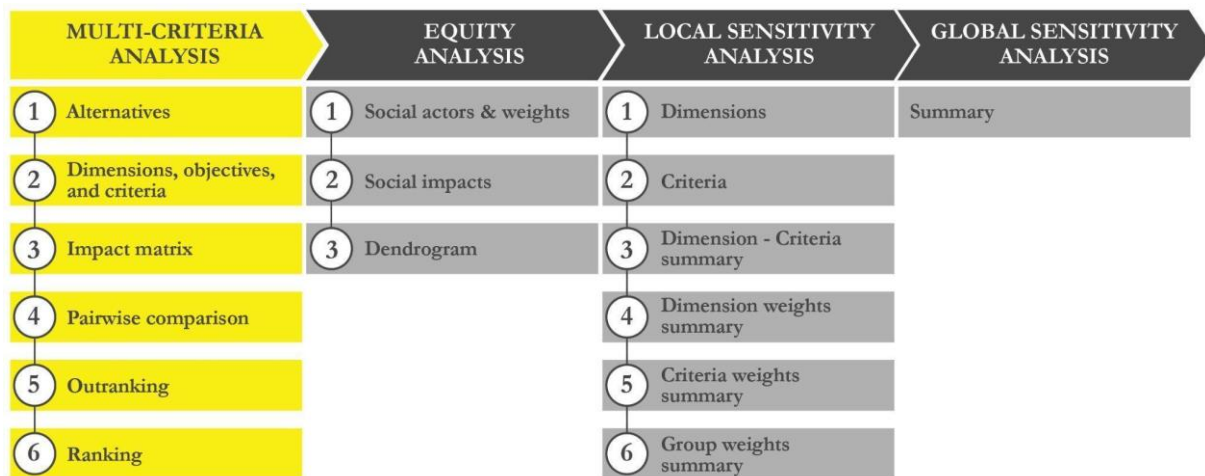 MULTI-CRITERIA
ANALYSIS
EQUITY
ANALYSIS
LOCAL SENSITIVITY
ANALYSIS
GLOBAL SENSITIVITY
ANALYSIS
1 Alternatives
2 Dimensions, objectives,
and criteria
3 Impact matrix
4 Pairwise comparison
5 Outranking
6 Ranking
1 Social actors & weights
2 Social impacts
3 Dendrogram
1 Dimensions
2 Criteria
3 Dimension - Criteria
summary
4 Dimension weights
summary
5 Criteria weights
summary
6 Group weights
summary
Summary